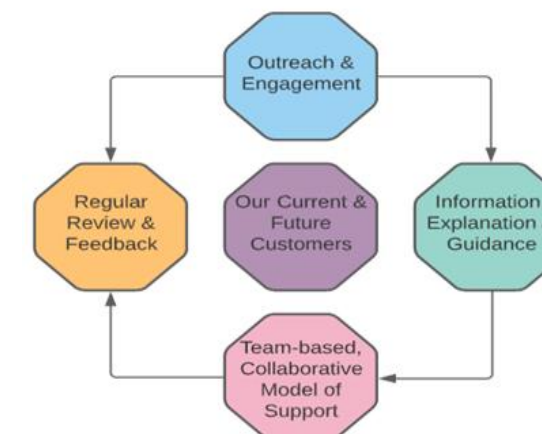 Outreach &
Engagement
Regular
Review &
Feedback
Our Current &
Future
Customers
Information
Explanation
Guidance
Team-based,
Collaborative
Model of
Support